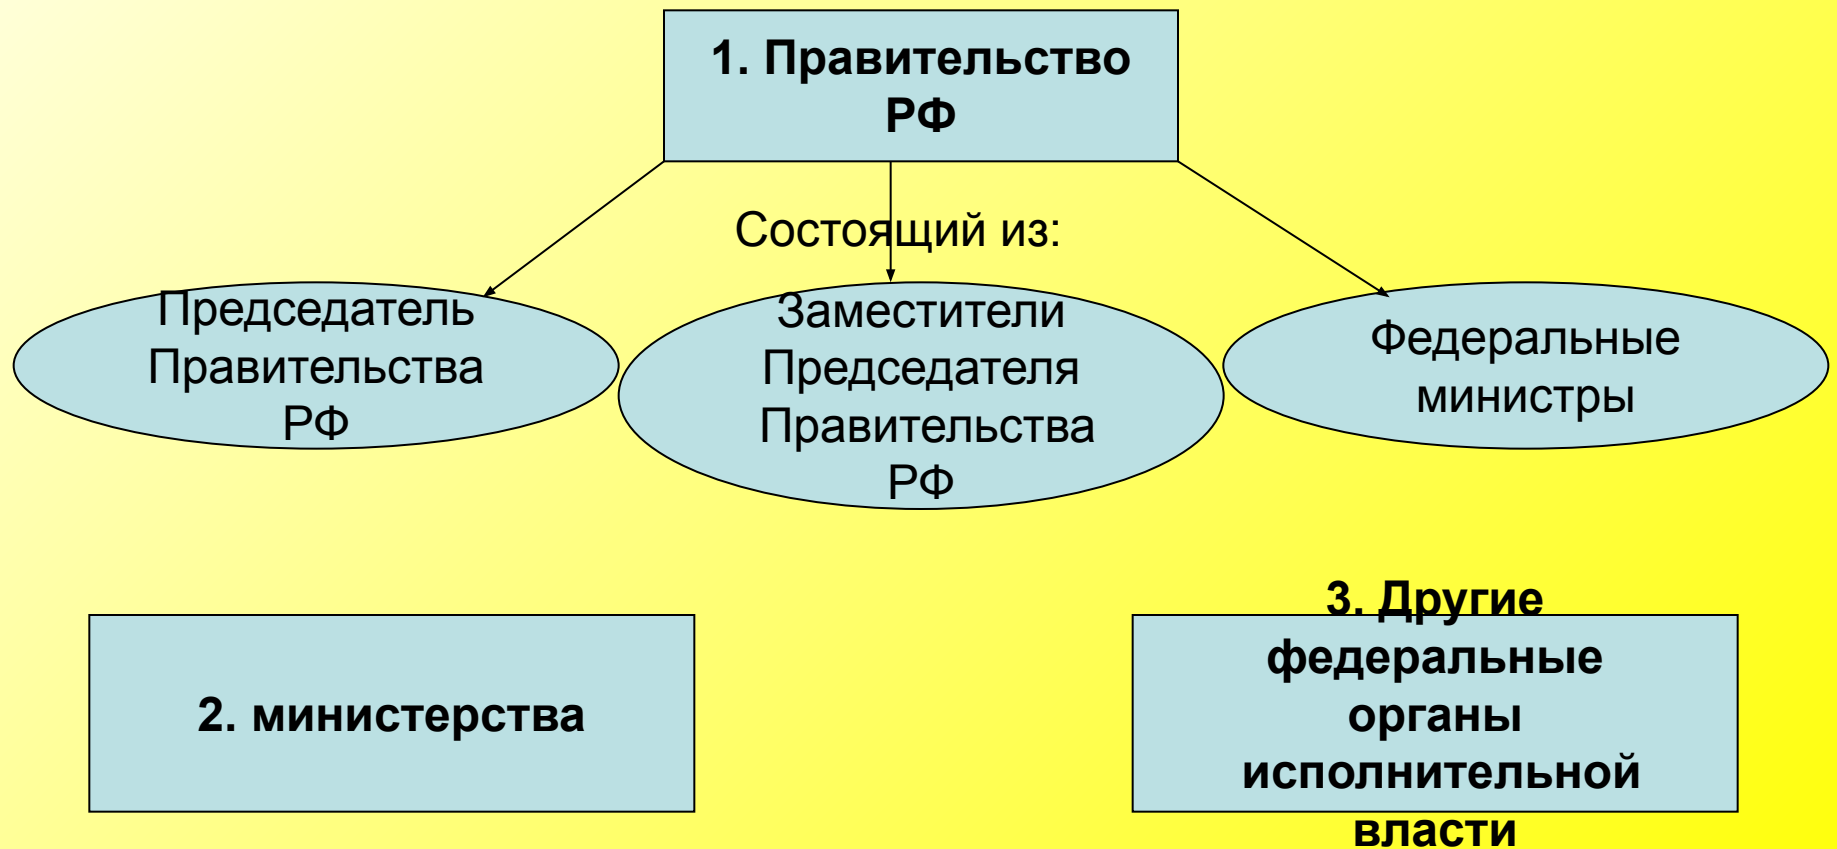 1. Правительство
РФ
Состоящий из:
Председатель
Правительства
РФ
Заместители
Председателя
Правительства
РФ
Федеральные
министры
2. министерства
3. Другие
федеральные
органы
исполнительной
власти